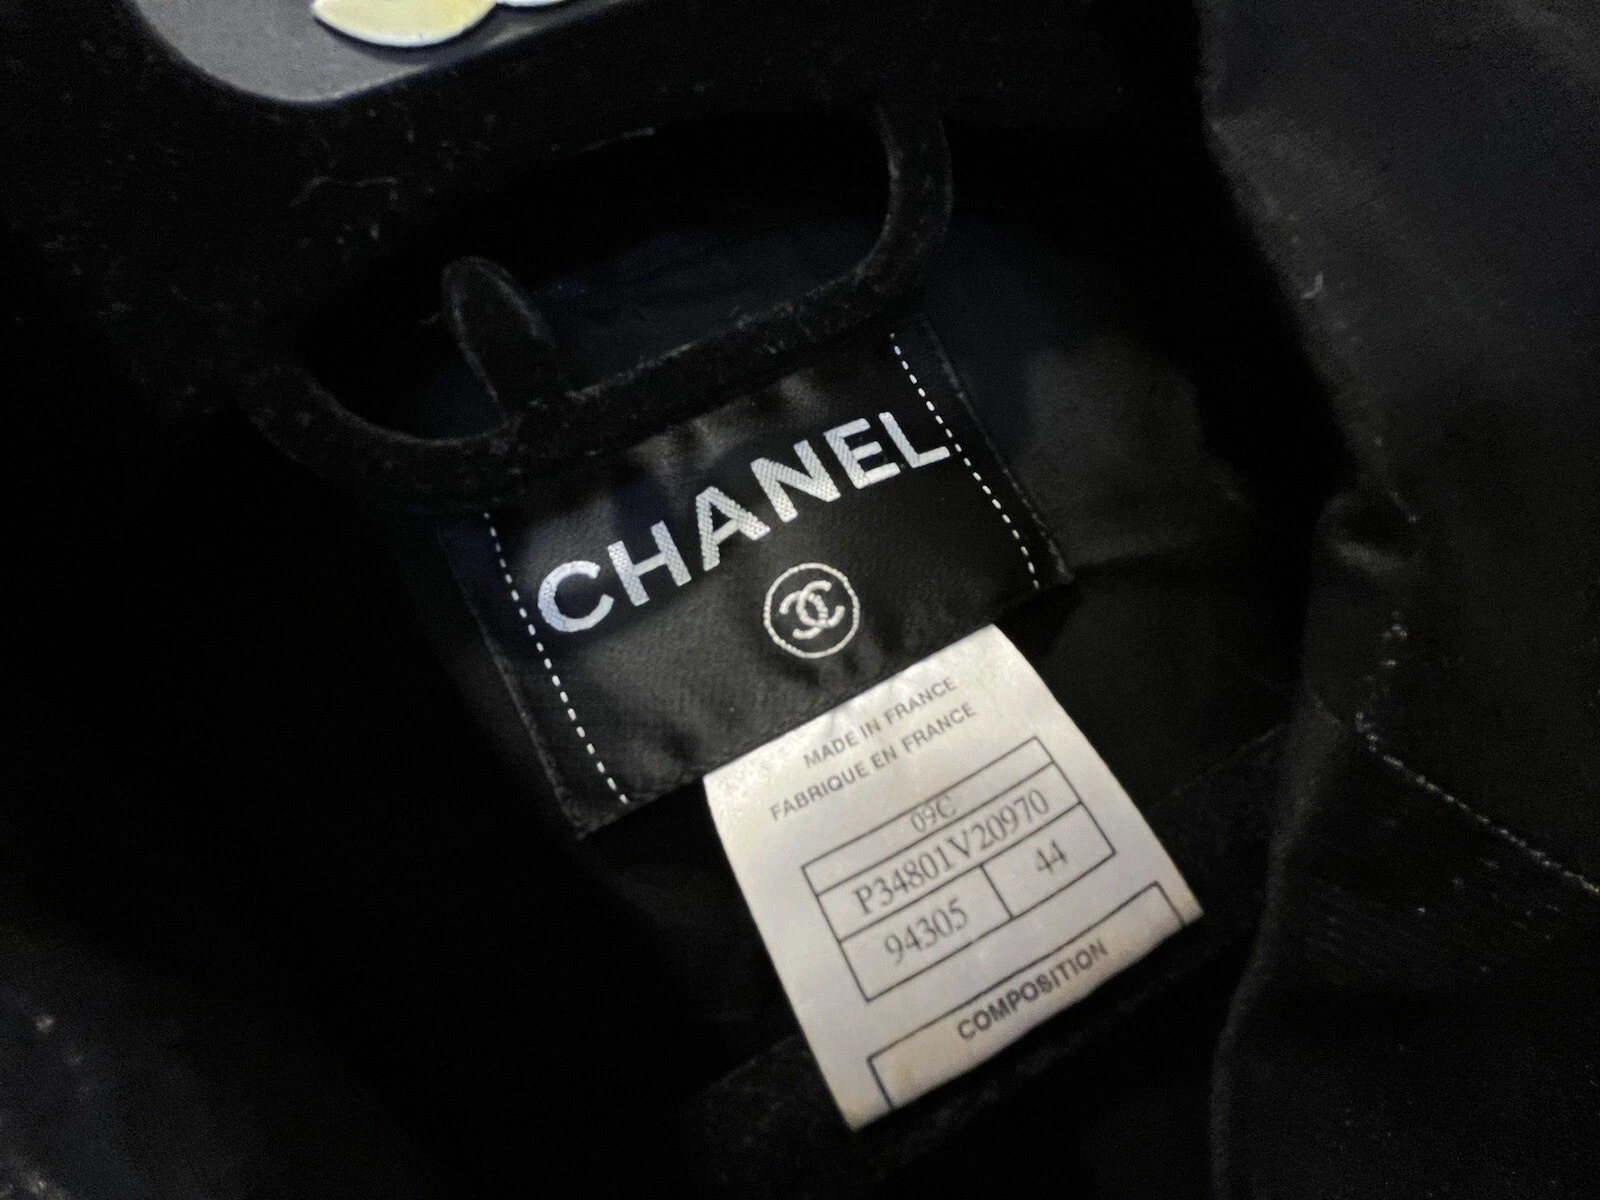 CHANEL
MADE IN FRANCE
FABRIQUE EN FRANCE
09C
P34801V20970
94305 44
COMPOSITION